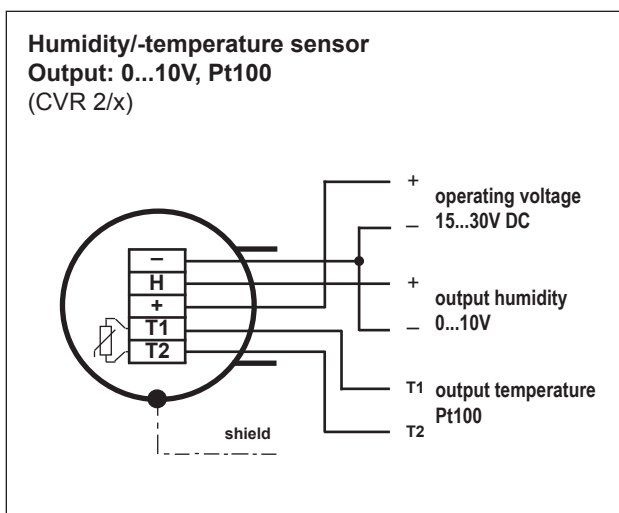 Humidity/-temperature sensor
Output: 0...10V, Pt100
(CVR 2/x)
+
operating voltage
15...30V DC
–
–
H
+
T1
T2
+
output humidity
0...10V
–
T1
output temperature
Pt100
T2
shield